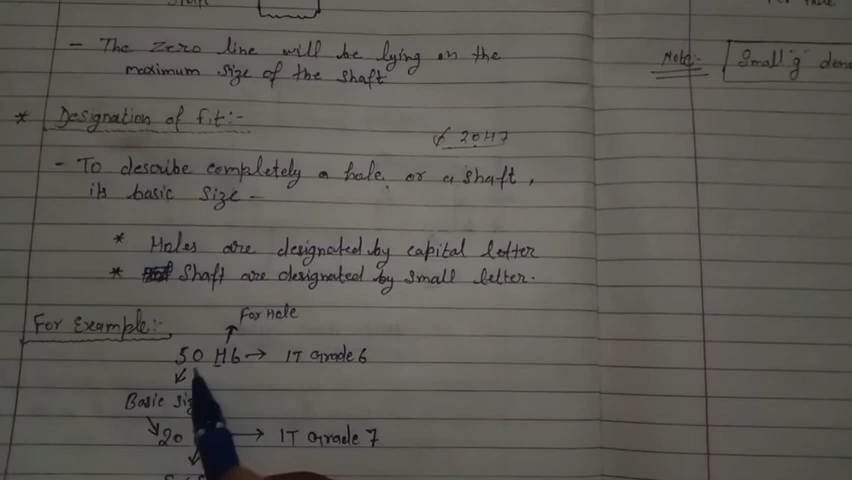 - The zero line will be lying on the
maximum size of the shaft
Note:- Small "g"
* Designation of fit:-
20H7
- To describe completely a hole or a shaft,
its basic size -
* Holes are designated by capital letter
* Shaft are designated by small letter.
For Example:-
For Hole
50 H6 → IT Grade 6
Basic
20 → IT Grade 7